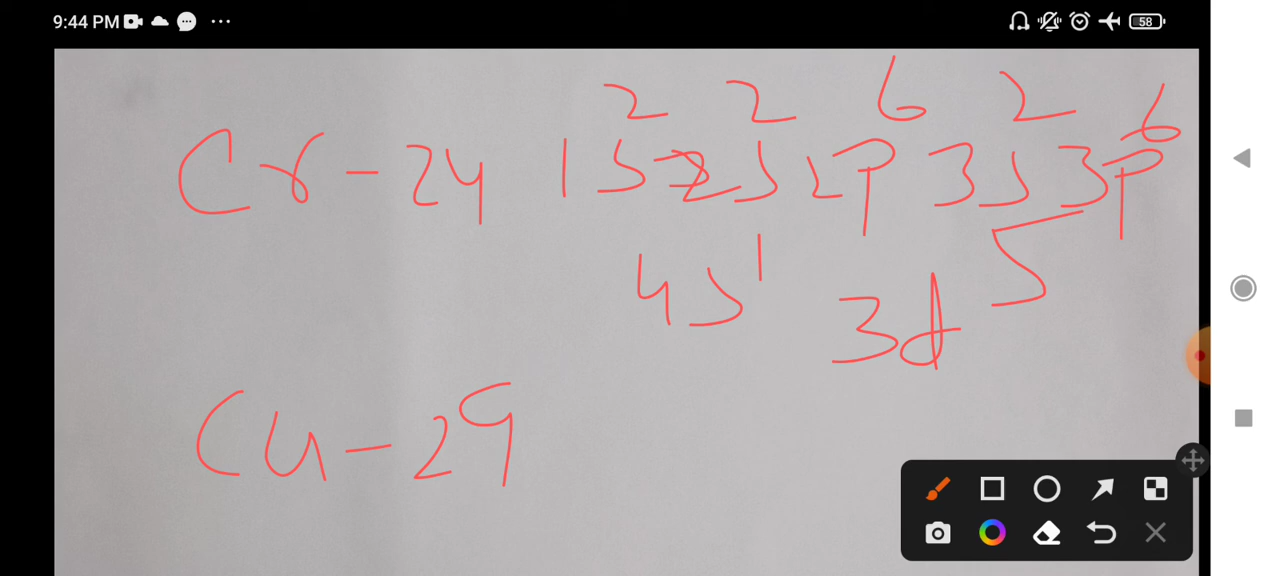 9:44 PM 58
Cr - 24 1s² 2s² 2p⁶ 3s² 3p⁶
4s¹ 3d⁵
Cu - 29